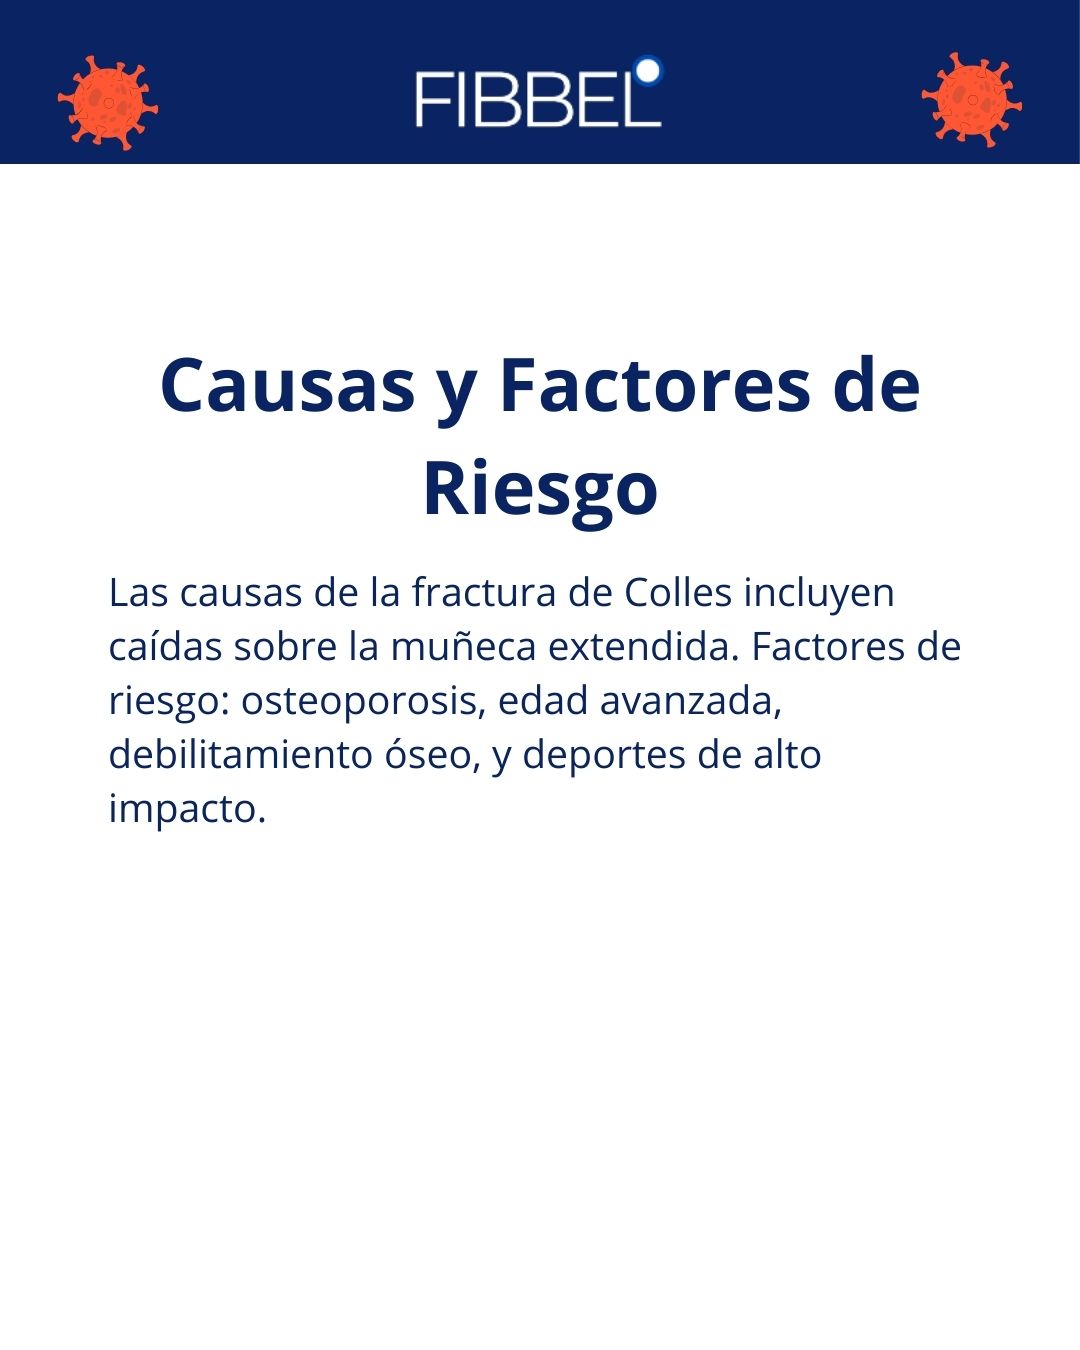 FIBBEL
Causas y Factores de
Riesgo
Las causas de la fractura de Colles incluyen
caídas sobre la muñeca extendida. Factores de
riesgo: osteoporosis, edad avanzada,
debilitamiento óseo, y deportes de alto
impacto.